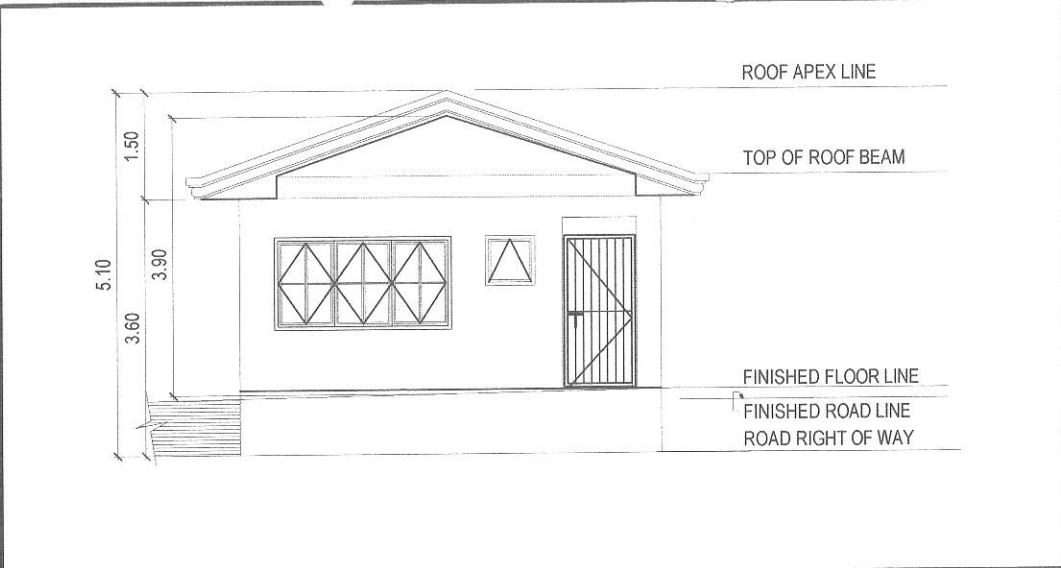 ROOF APEX LINE
1.50
TOP OF ROOF BEAM
5.10
3.90
3.60
FINISHED FLOOR LINE
FINISHED ROAD LINE
ROAD RIGHT OF WAY